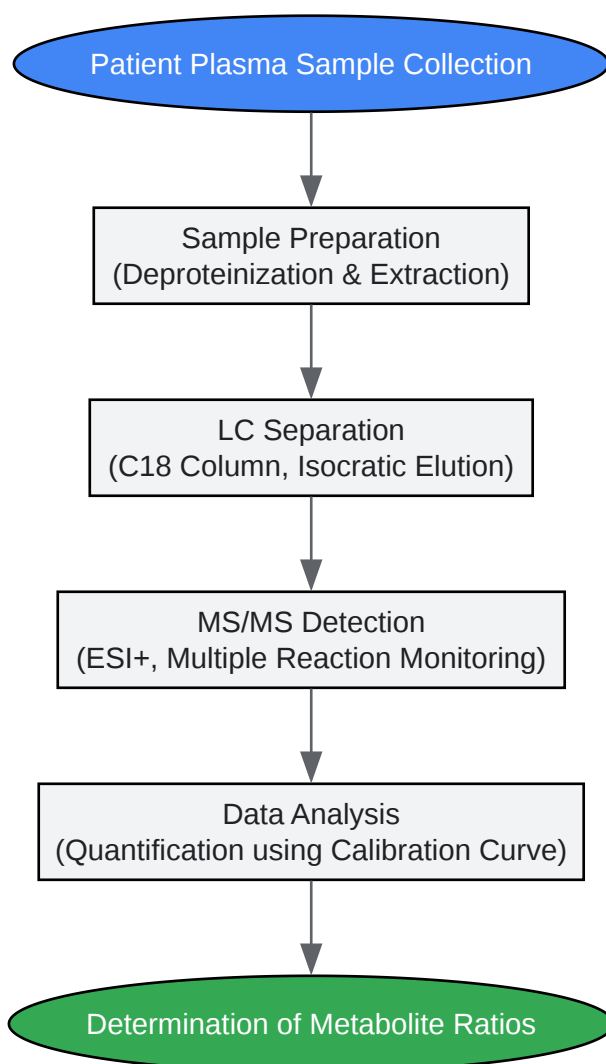 Patient Plasma Sample Collection
Sample Preparation
(Deproteinization & Extraction)
LC Separation
(C18 Column, Isocratic Elution)
MS/MS Detection
(ESI+, Multiple Reaction Monitoring)
Data Analysis
(Quantification using Calibration Curve)
Determination of Metabolite Ratios